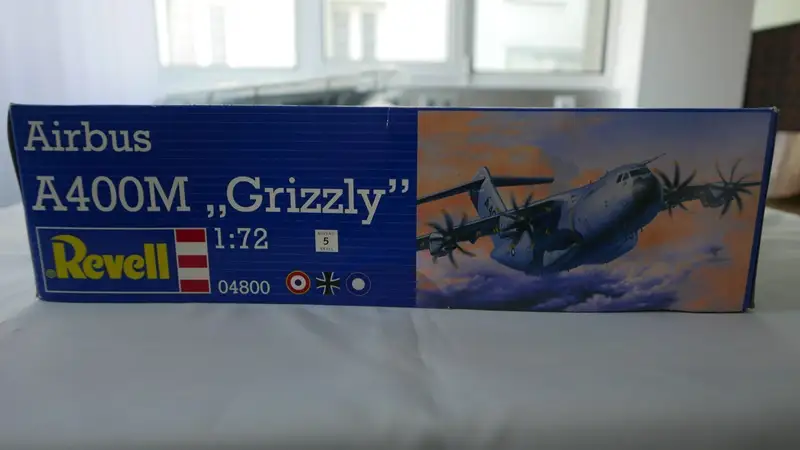 Airbus
A400M „Grizzly”
Revell
1:72
5
04800